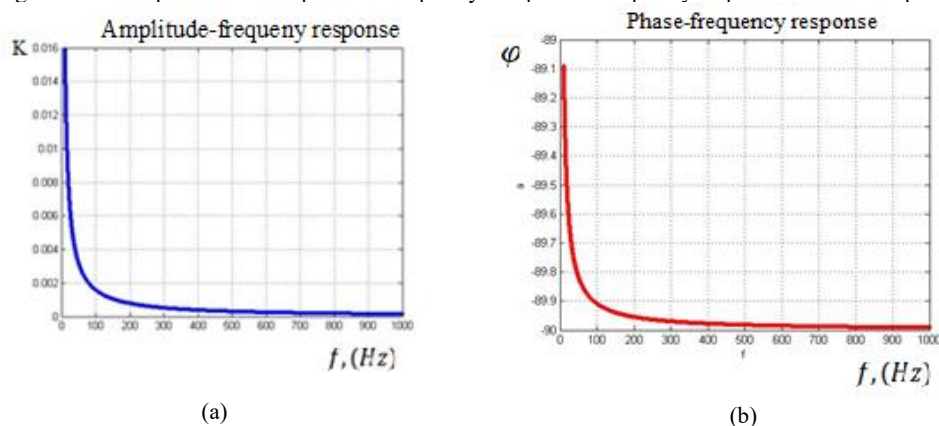 Amplitude-frequeny response
K
0.016
0.014
0.012
0.01
0.008
0.006
0.004
0.002
0
0 100 200 300 400 500 600 700 800 900 1000
f, (Hz)
(a)
Phase-frequency response
φ
-89
-89.1
-89.2
-89.3
-89.4
-89.5
-89.6
-89.7
-89.8
-89.9
-90
0 100 200 300 400 500 600 700 800 900 1000
f
f, (Hz)
(b)